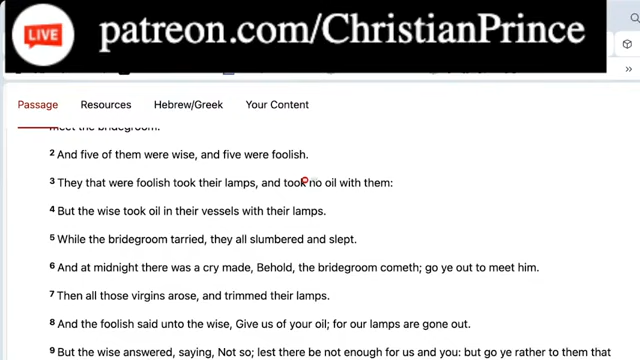 LIVE patreon.com/ChristianPrince
Passage Resources Hebrew/Greek Your Content
meet the bridegroom.
2 And five of them were wise, and five were foolish.
3 They that were foolish took their lamps, and took no oil with them:
4 But the wise took oil in their vessels with their lamps.
5 While the bridegroom tarried, they all slumbered and slept.
6 And at midnight there was a cry made, Behold, the bridegroom cometh; go ye out to meet him.
7 Then all those virgins arose, and trimmed their lamps.
8 And the foolish said unto the wise, Give us of your oil; for our lamps are gone out.
9 But the wise answered, saying, Not so; lest there be not enough for us and you: but go ye rather to them that